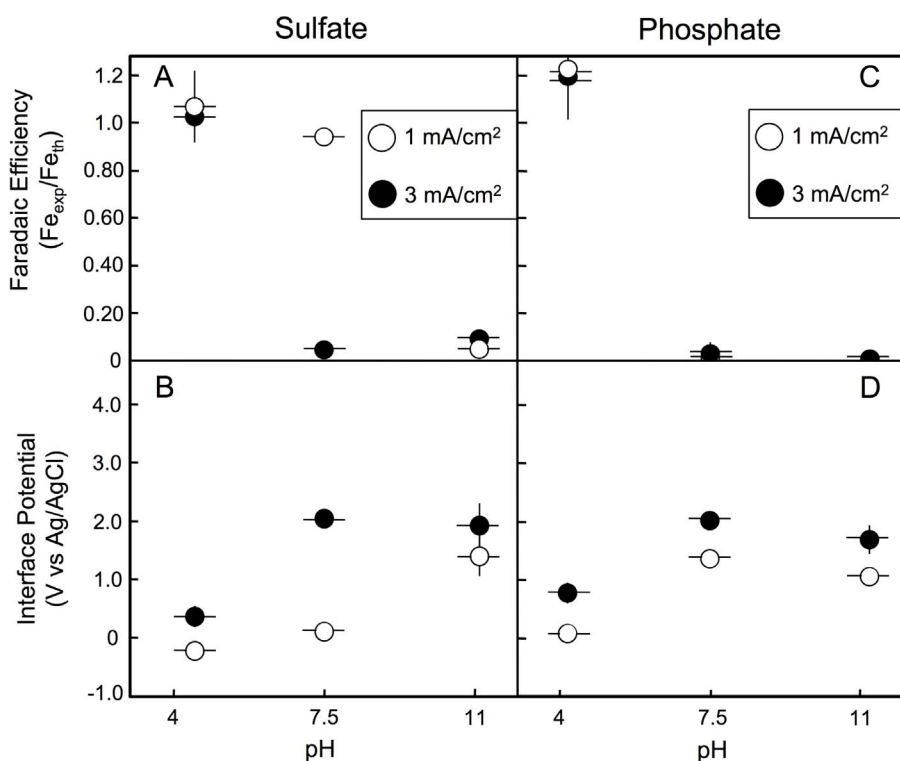 Sulfate
Phosphate
Faradaic Efficiency
(Fe_exp/Fe_th)
A
1.2
1.0
0.80
0.60
0.40
0.20
0
1 mA/cm²
3 mA/cm²
C
1 mA/cm²
3 mA/cm²
Interface Potential
(V vs Ag/AgCl)
B
4.0
3.0
2.0
1.0
0
-1.0
D
4
7.5
11
pH
4
7.5
11
pH